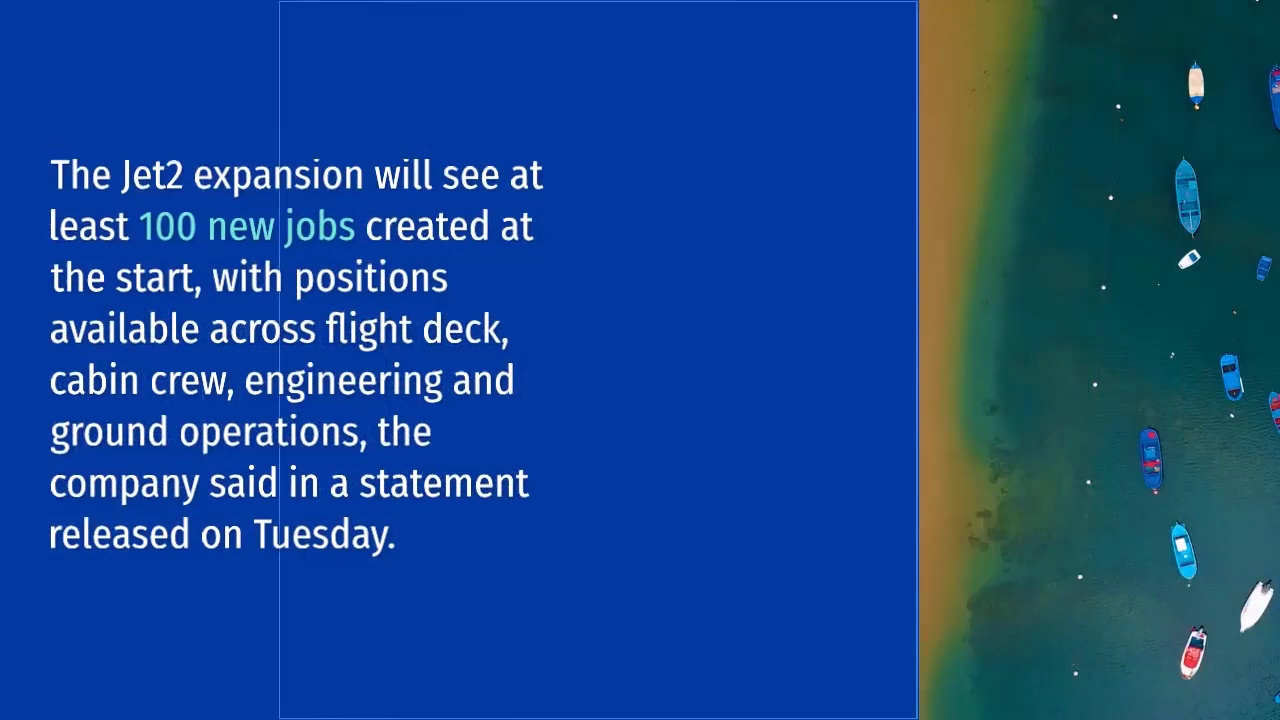 The Jet2 expansion will see at
least 100 new jobs created at
the start, with positions
available across flight deck,
cabin crew, engineering and
ground operations, the
company said in a statement
released on Tuesday.